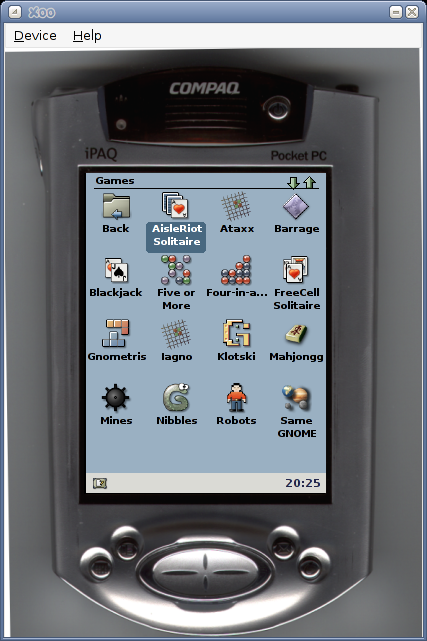 Xoo
Device Help
COMPAQ
iPAQ Pocket PC
Games
Back AisleRiot Solitaire Ataxx Barrage
Blackjack Five or More Four-in-a... FreeCell Solitaire
Gnometris Iagno Klotski Mahjongg
Mines Nibbles Robots Same GNOME
20:25